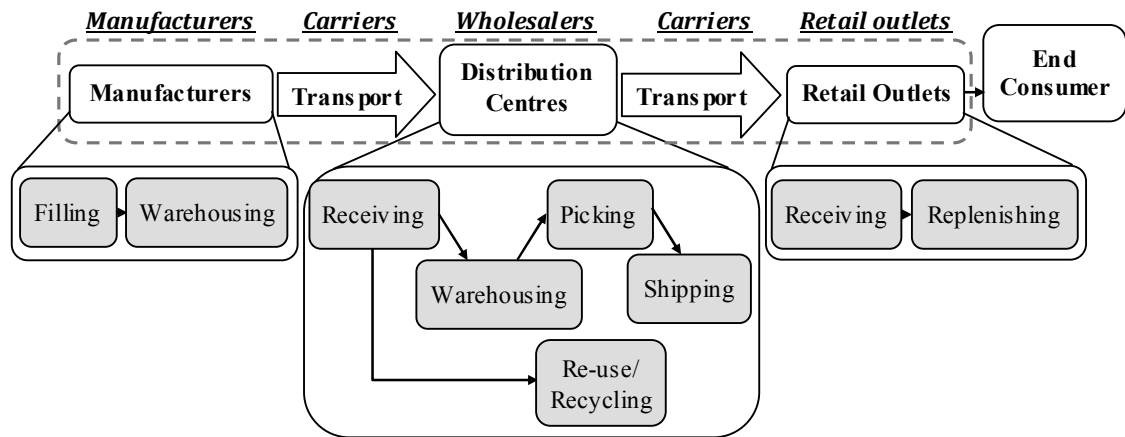 Manufacturers
Carriers
Wholesalers
Carriers
Retail outlets
Manufacturers
Transport
Distribution
Centres
Transport
Retail Outlets
End
Consumer
Filling
Warehousing
Receiving
Warehousing
Picking
Shipping
Re-use/
Recycling
Receiving
Replenishing